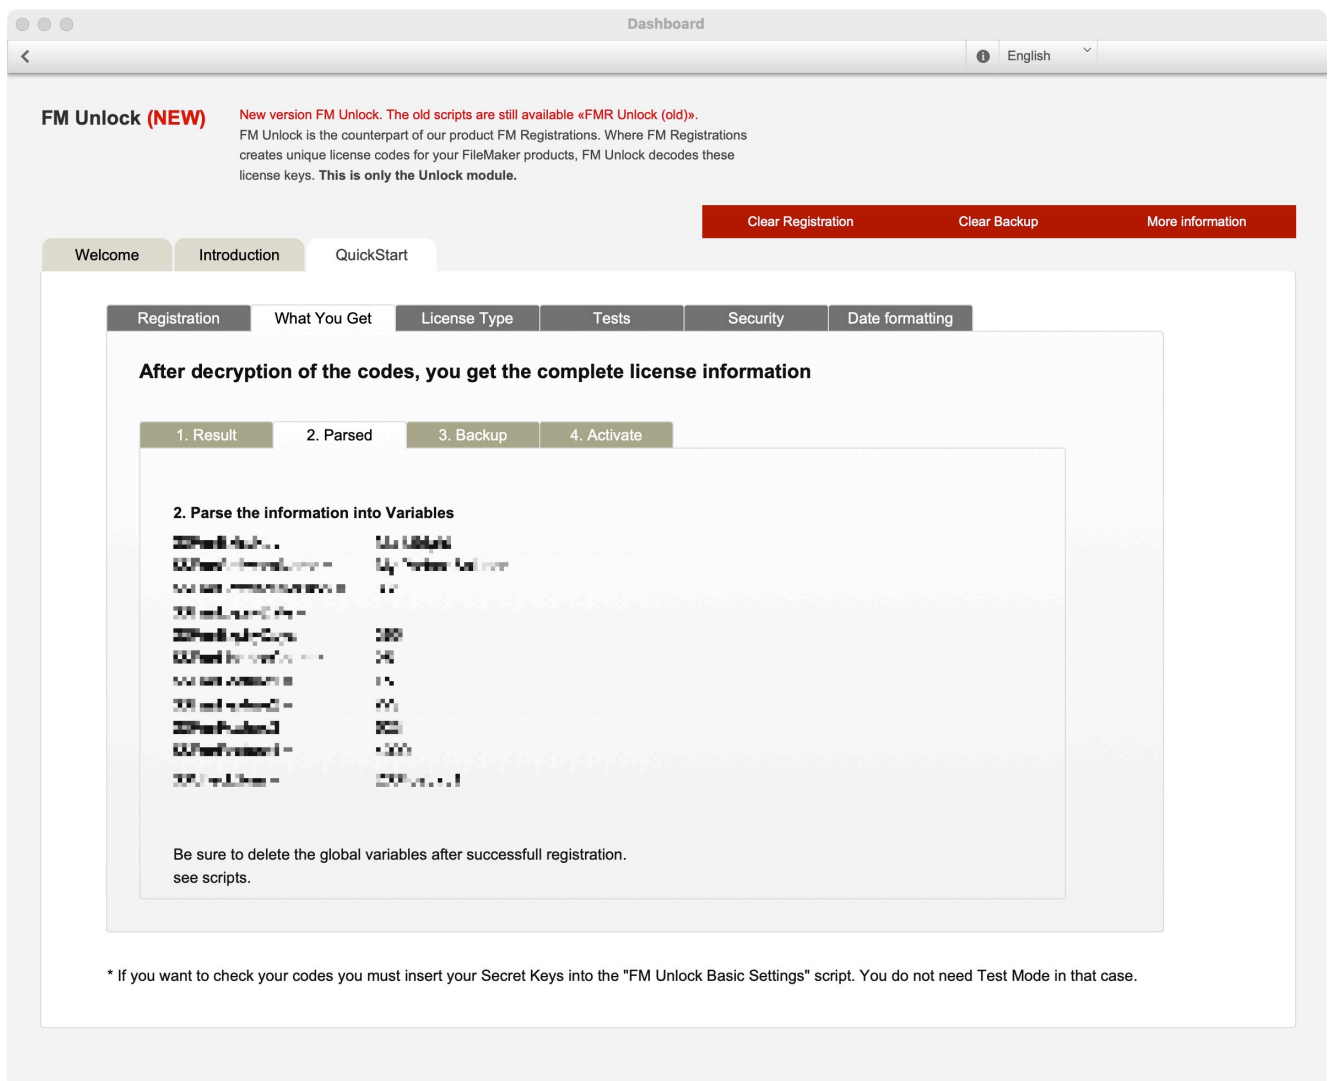 Dashboard
English
FM Unlock (NEW)
New version FM Unlock. The old scripts are still available «FMR Unlock (old)».
FM Unlock is the counterpart of our product FM Registrations. Where FM Registrations
creates unique license codes for your FileMaker products, FM Unlock decodes these
license keys. This is only the Unlock module.
Clear Registration
Clear Backup
More information
Welcome
Introduction
QuickStart
Registration
What You Get
License Type
Tests
Security
Date formatting
After decryption of the codes, you get the complete license information
1. Result
2. Parsed
3. Backup
4. Activate
2. Parse the information into Variables
Be sure to delete the global variables after successfull registration.
see scripts.
* If you want to check your codes you must insert your Secret Keys into the "FM Unlock Basic Settings" script. You do not need Test Mode in that case.